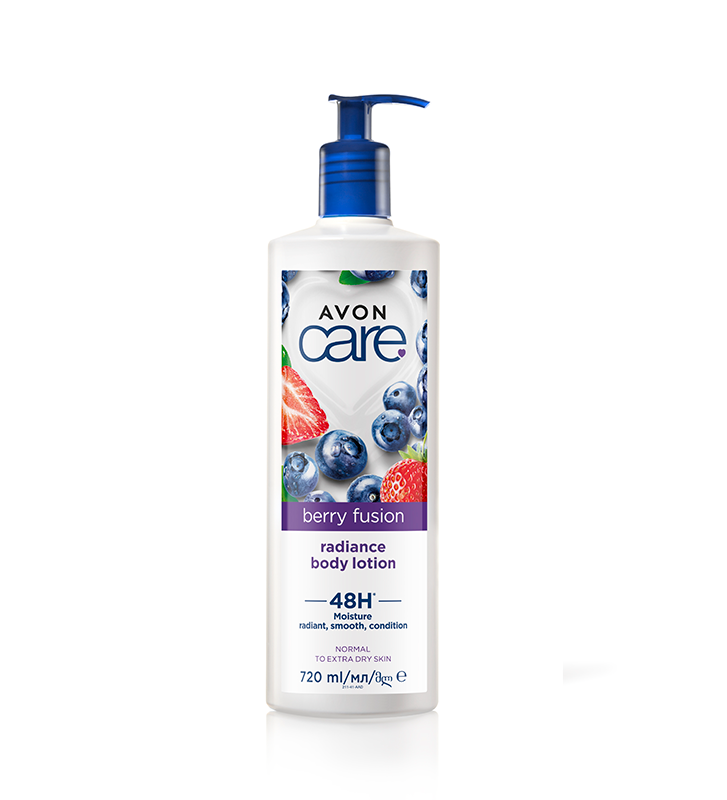 AVON
care
berry fusion
radiance
body lotion
48H*
Moisture
radiant, smooth, condition
NORMAL
TO EXTRA DRY SKIN
720 ml/мл/მლ e